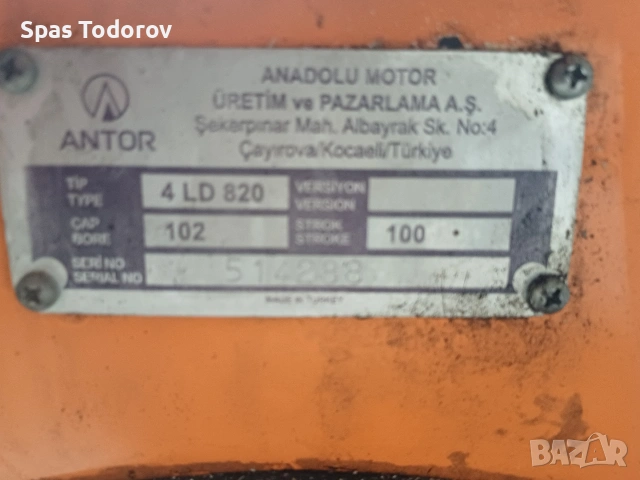 Spas Todorov
ANADOLU MOTOR
ÜRETİM ve PAZARLAMA A.Ş.
Şekerpınar Mah. Albayrak Sk. No:4
Çayırova/Kocaeli/Türkiye
ANTOR
TİP
TYPE
4 LD 820
VERSİYON
VERSION
ÇAP
BORE
102
STROK
STROKE
100
SERİ NO
SERIAL NO
514288
MADE IN TURKEY
BAZAR